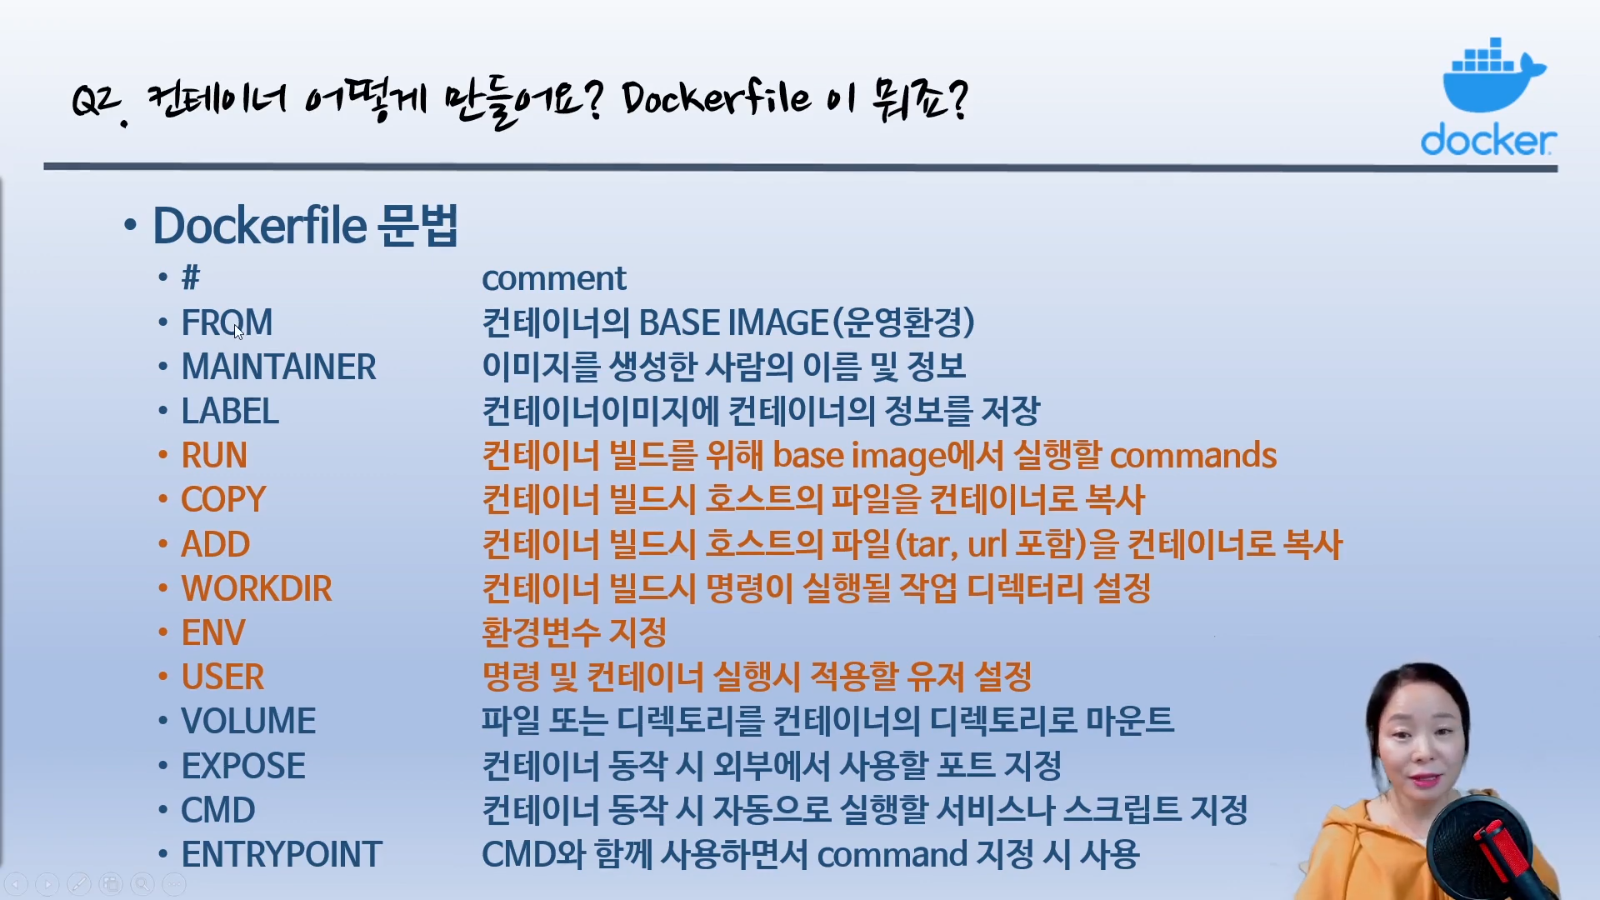 Q2. 컨테이너 어떻게 만들어요? Dockerfile 이 뭐죠?
docker
• Dockerfile 문법
• # comment
• FROM 컨테이너의 BASE IMAGE(운영환경)
• MAINTAINER 이미지를 생성한 사람의 이름 및 정보
• LABEL 컨테이너이미지에 컨테이너의 정보를 저장
• RUN 컨테이너 빌드를 위해 base image에서 실행할 commands
• COPY 컨테이너 빌드시 호스트의 파일을 컨테이너로 복사
• ADD 컨테이너 빌드시 호스트의 파일(tar, url 포함)을 컨테이너로 복사
• WORKDIR 컨테이너 빌드시 명령이 실행될 작업 디렉터리 설정
• ENV 환경변수 지정
• USER 명령 및 컨테이너 실행시 적용할 유저 설정
• VOLUME 파일 또는 디렉토리를 컨테이너의 디렉토리로 마운트
• EXPOSE 컨테이너 동작 시 외부에서 사용할 포트 지정
• CMD 컨테이너 동작 시 자동으로 실행할 서비스나 스크립트 지정
• ENTRYPOINT CMD와 함께 사용하면서 command 지정 시 사용